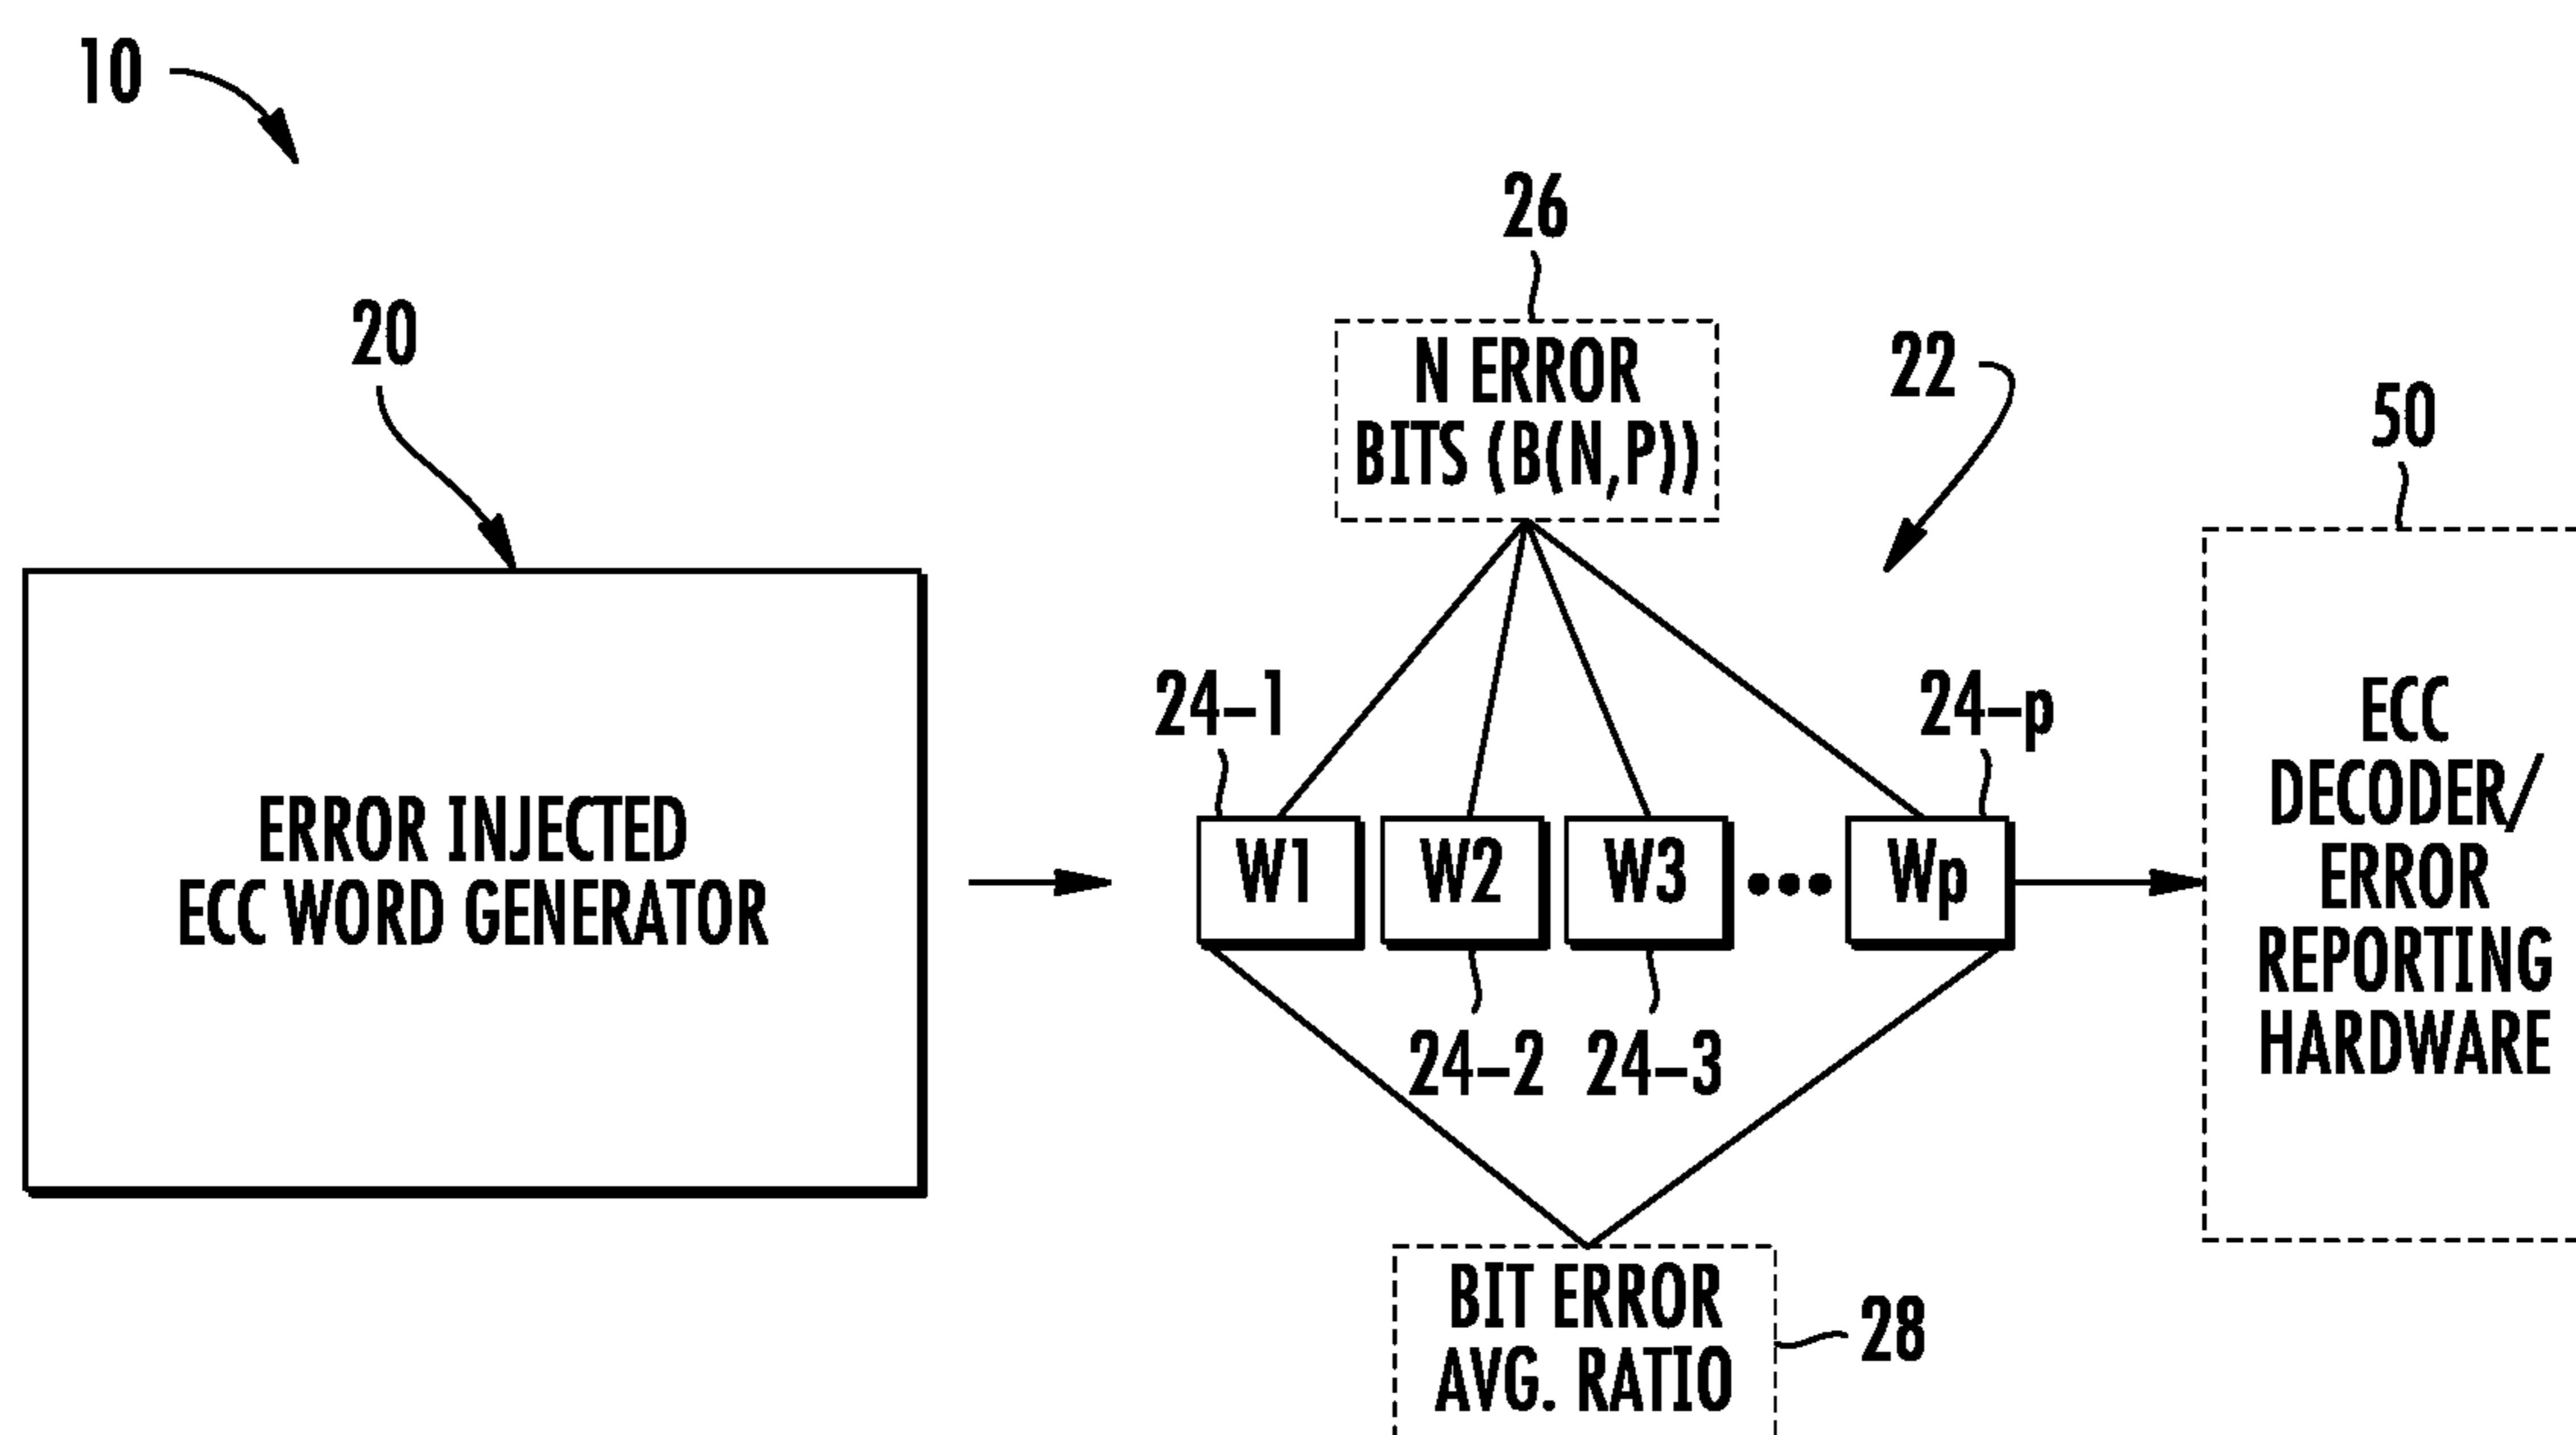 10
20
ERROR INJECTED
ECC WORD GENERATOR
26
N ERROR
BITS (B(N,P))
22
24–1
24–p
W1
W2
W3
•••
Wp
24–2
24–3
BIT ERROR
AVG. RATIO
28
50
ECC
DECODER/
ERROR
REPORTING
HARDWARE